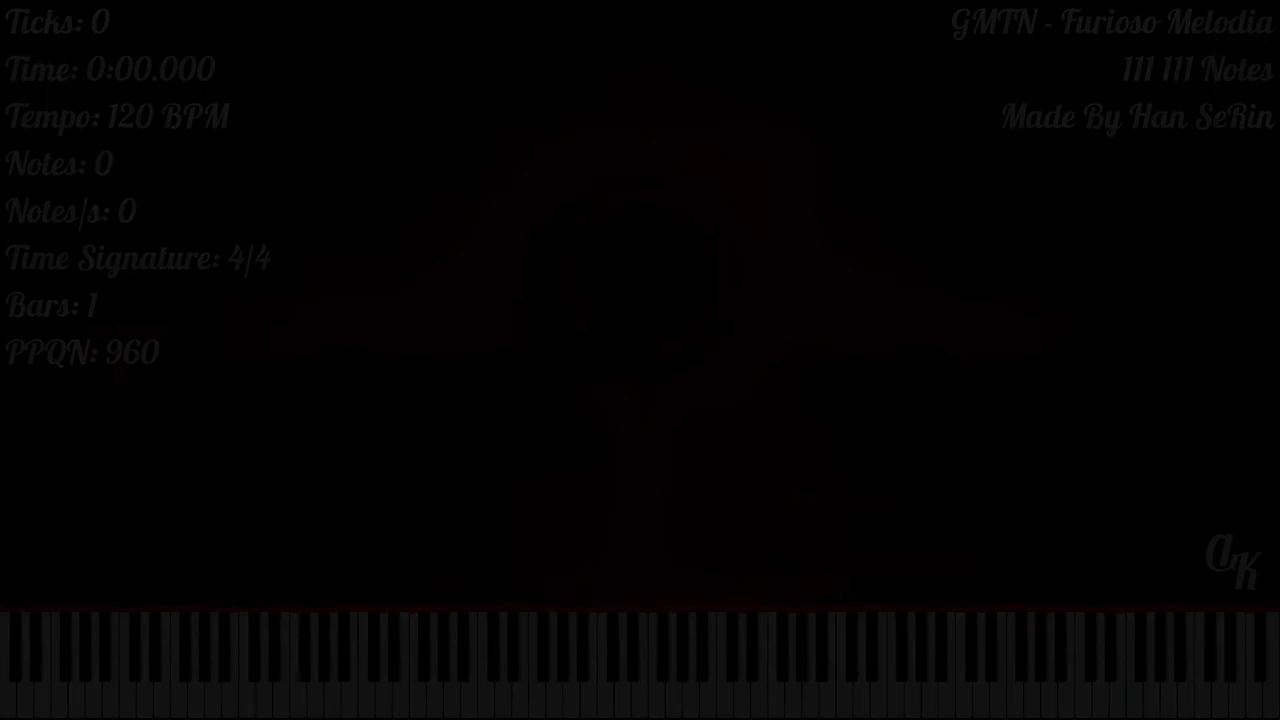 Ticks: 0
Time: 0:00.000
Tempo: 120 BPM
Notes: 0
Notes/s: 0
Time Signature: 4/4
Bars: 1
PPQN: 960
GMTN - Furioso Melodia
111 111 Notes
Made By Han SeRin
aK